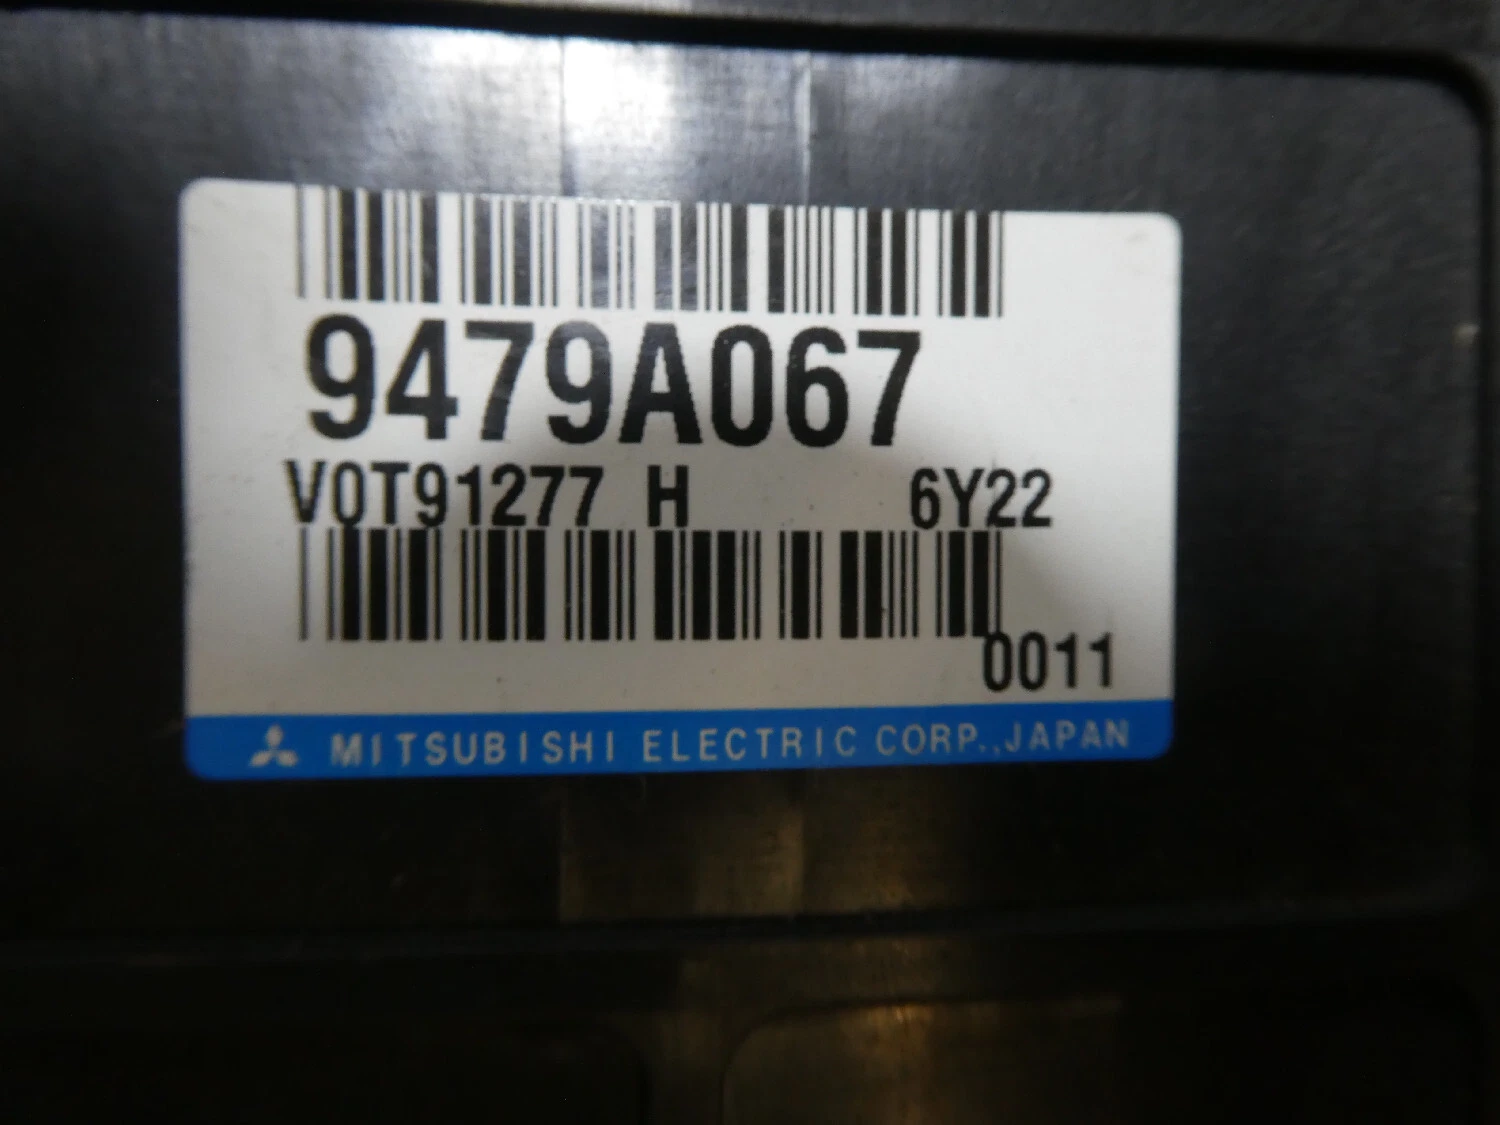 9479A067
V0T91277 H 6Y22
0011
MITSUBISHI ELECTRIC CORP.,JAPAN